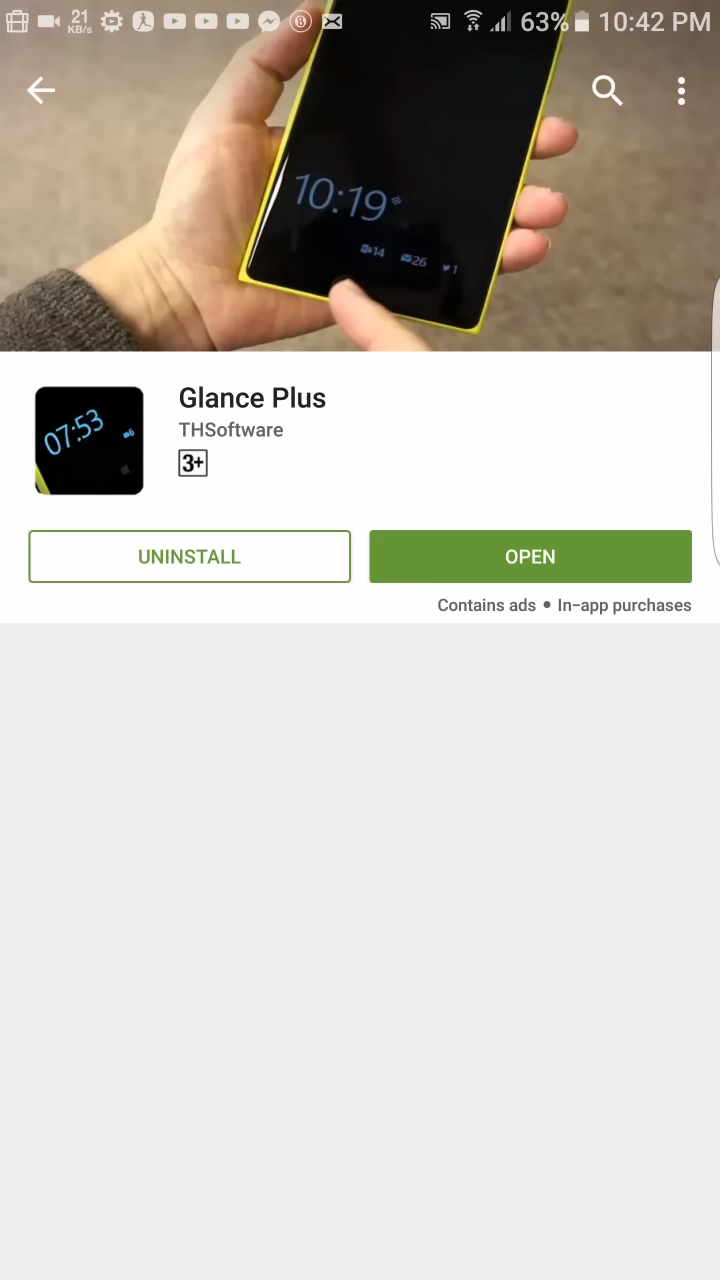 21 KB/s 63% 10:42 PM
10:19
14 26 1
07:53
6
Glance Plus
THSoftware
3+
UNINSTALL
OPEN
Contains ads • In-app purchases